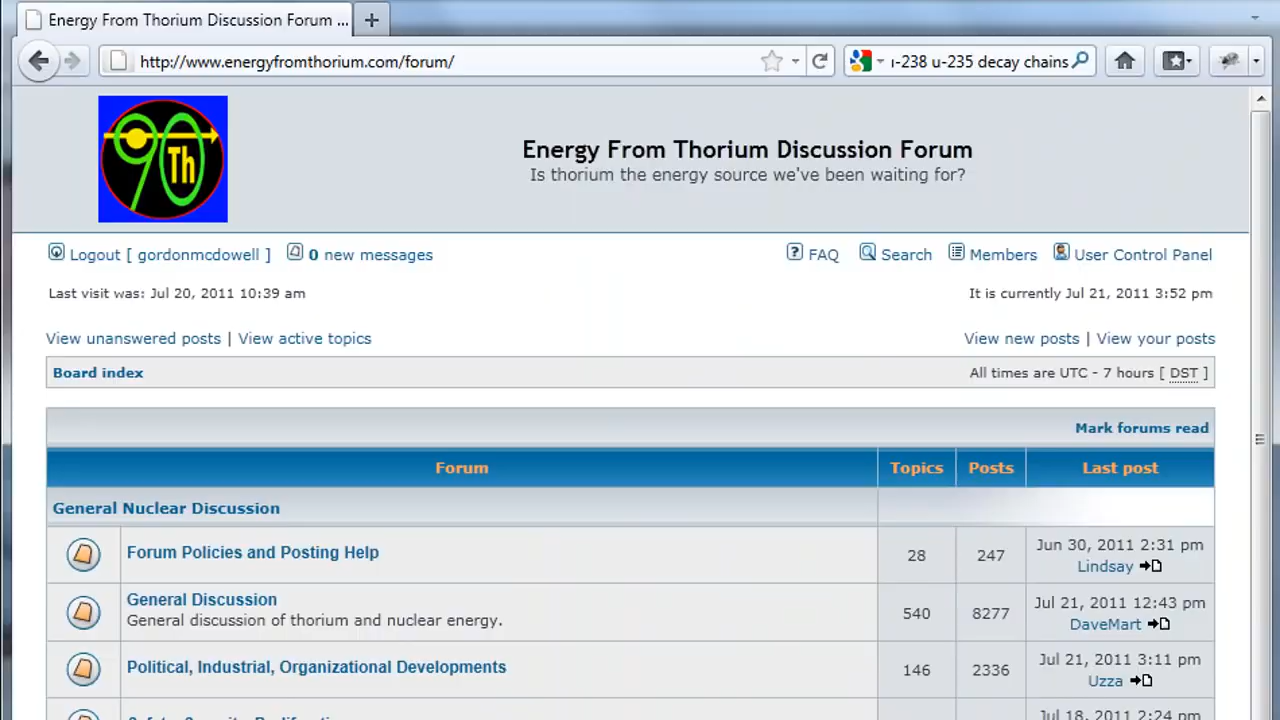 Energy From Thorium Discussion Forum ...
http://www.energyfromthorium.com/forum/
u-238 u-235 decay chains
90
Th
Energy From Thorium Discussion Forum
Is thorium the energy source we've been waiting for?
Logout [ gordonmcdowell ] 0 new messages
FAQ Search Members User Control Panel
Last visit was: Jul 20, 2011 10:39 am
It is currently Jul 21, 2011 3:52 pm
View unanswered posts | View active topics
View new posts | View your posts
Board index
All times are UTC - 7 hours [ DST ]
Mark forums read
Forum Topics Posts Last post
General Nuclear Discussion
Forum Policies and Posting Help
28 247 Jun 30, 2011 2:31 pm
Lindsay
General Discussion
General discussion of thorium and nuclear energy.
540 8277 Jul 21, 2011 12:43 pm
DaveMart
Political, Industrial, Organizational Developments
146 2336 Jul 21, 2011 3:11 pm
Uzza
Jul 18, 2011 2:24 pm